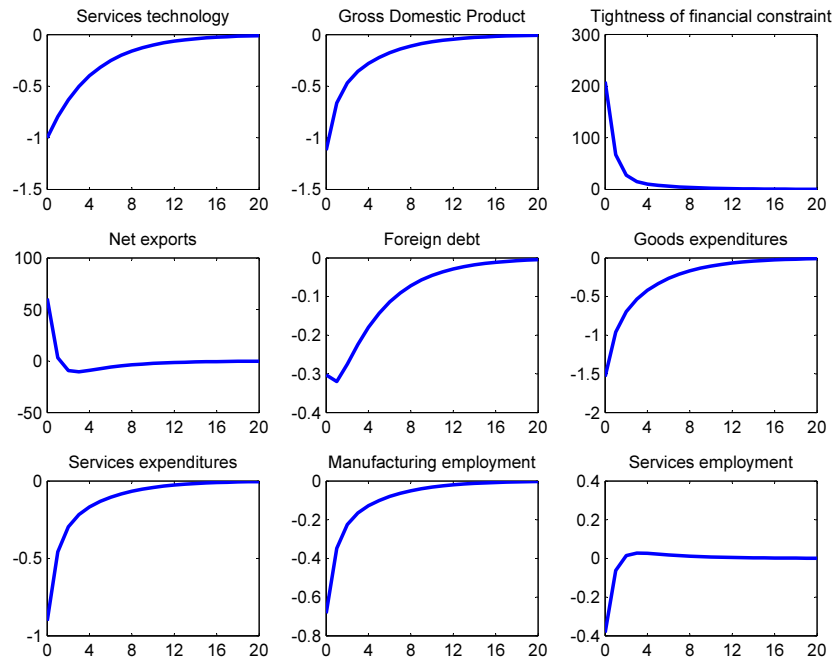 Services technology
0
-0.5
-1
-1.5
0 4 8 12 16 20
Gross Domestic Product
0
-0.5
-1
-1.5
0 4 8 12 16 20
Tightness of financial constraint
300
200
100
0
0 4 8 12 16 20
Net exports
100
50
0
-50
0 4 8 12 16 20
Foreign debt
0
-0.1
-0.2
-0.3
-0.4
0 4 8 12 16 20
Goods expenditures
0
-0.5
-1
-1.5
-2
0 4 8 12 16 20
Services expenditures
0
-0.5
-1
0 4 8 12 16 20
Manufacturing employment
0
-0.2
-0.4
-0.6
-0.8
0 4 8 12 16 20
Services employment
0.4
0.2
0
-0.2
-0.4
0 4 8 12 16 20